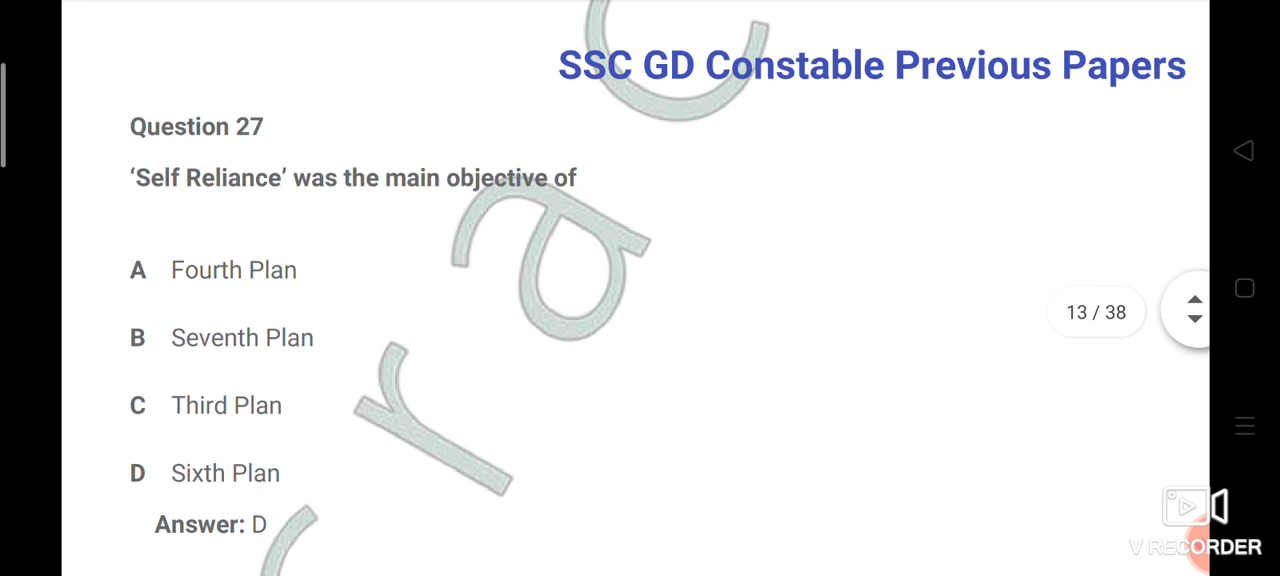 SSC GD Constable Previous Papers
Question 27
‘Self Reliance’ was the main objective of
A Fourth Plan
B Seventh Plan
13 / 38
C Third Plan
D Sixth Plan
Answer: D
V RECORDER